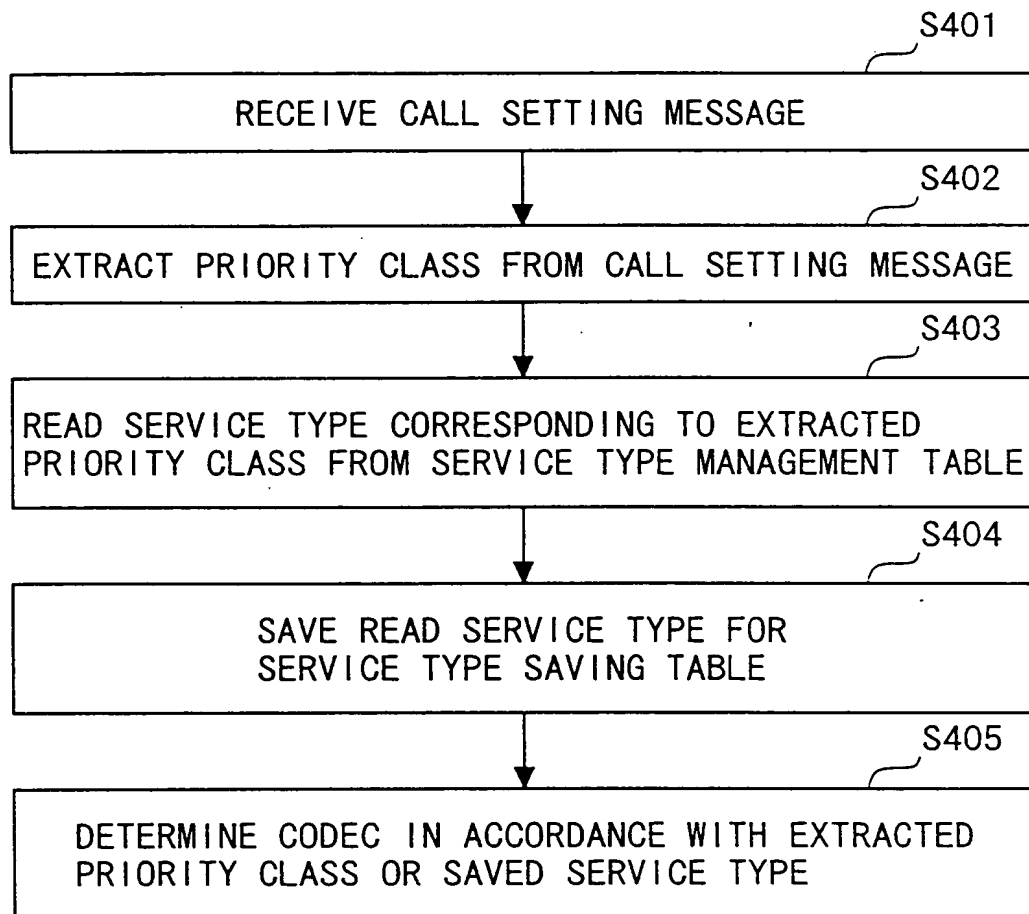 S401
RECEIVE CALL SETTING MESSAGE
S402
EXTRACT PRIORITY CLASS FROM CALL SETTING MESSAGE
S403
READ SERVICE TYPE CORRESPONDING TO EXTRACTED
PRIORITY CLASS FROM SERVICE TYPE MANAGEMENT TABLE
S404
SAVE READ SERVICE TYPE FOR
SERVICE TYPE SAVING TABLE
S405
DETERMINE CODEC IN ACCORDANCE WITH EXTRACTED
PRIORITY CLASS OR SAVED SERVICE TYPE